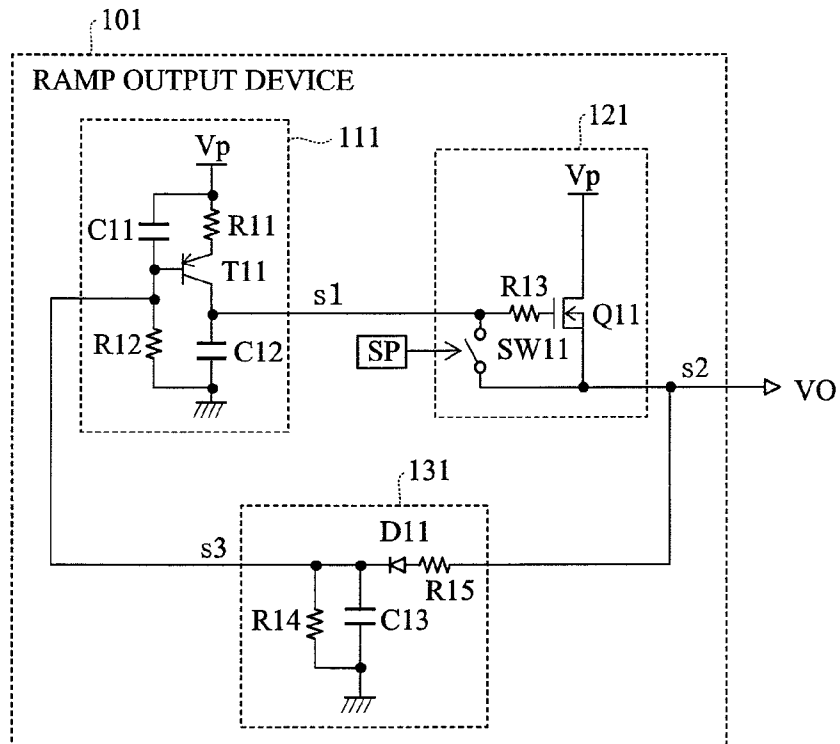 101
RAMP OUTPUT DEVICE
111
121
Vp
Vp
C11
R11
T11
s1
R13
Q11
R12
C12
SP
SW11
s2
VO
131
D11
s3
R15
R14
C13